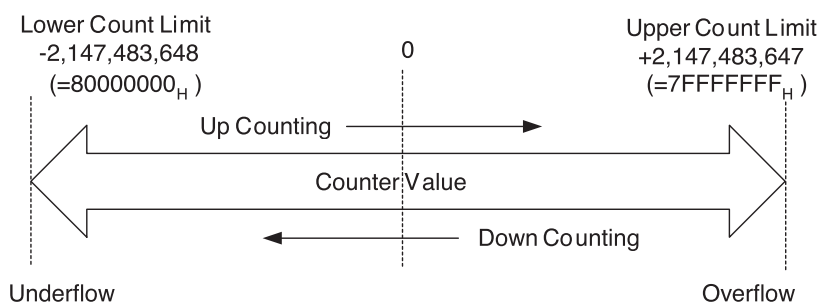 Lower Count Limit
-2,147,483,648
(=80000000H )
0
Upper Count Limit
+2,147,483,647
(=7FFFFFFFH )
Up Counting
Counter Value
Down Counting
Underflow
Overflow